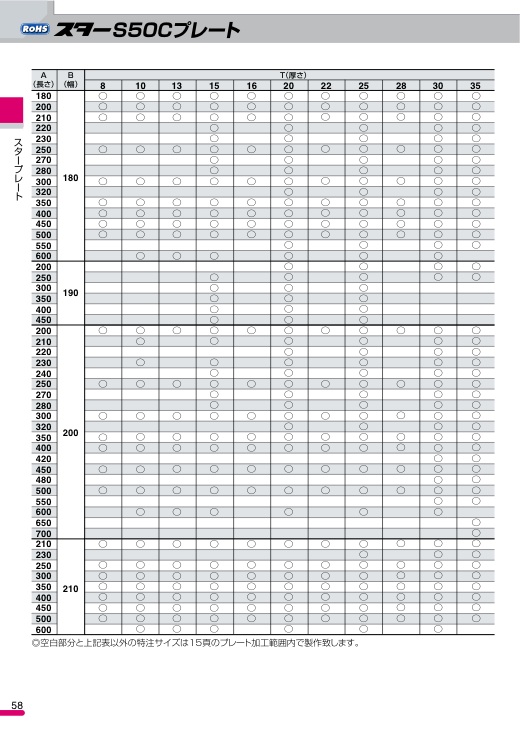 RoHS スターS50Cプレート
スタープレート
A B T(厚さ)
(長さ) (幅) 8 10 13 15 16 20 22 25 28 30 35
180 ○ ○ ○ ○ ○ ○ ○ ○ ○ ○ ○
200 ○ ○ ○ ○ ○ ○ ○ ○ ○ ○ ○
210 ○ ○ ○ ○ ○ ○ ○ ○ ○ ○ ○
220 ○ ○ ○ ○ ○
230 ○ ○ ○ ○ ○
250 ○ ○ ○ ○ ○ ○ ○ ○ ○ ○ ○
270 ○ ○ ○ ○ ○
280 ○ ○ ○ ○ ○
300 180 ○ ○ ○ ○ ○ ○ ○ ○ ○ ○ ○
320 ○ ○ ○ ○ ○
350 ○ ○ ○ ○ ○ ○ ○ ○ ○ ○ ○
400 ○ ○ ○ ○ ○ ○ ○ ○ ○ ○ ○
450 ○ ○ ○ ○ ○ ○ ○ ○ ○ ○ ○
500 ○ ○ ○ ○ ○ ○ ○ ○ ○ ○ ○
550 ○ ○ ○ ○
600 ○ ○ ○ ○ ○ ○
200 ○ ○ ○ ○
250 ○ ○ ○ ○ ○
300 190 ○ ○ ○
350 ○ ○ ○
400 ○ ○ ○
450 ○ ○ ○
200 ○ ○ ○ ○ ○ ○ ○ ○ ○ ○ ○
210 ○ ○ ○ ○ ○ ○
220 ○ ○ ○ ○
230 ○ ○ ○ ○ ○ ○
240 ○ ○ ○ ○ ○
250 ○ ○ ○ ○ ○ ○ ○ ○ ○ ○ ○
270 ○ ○ ○ ○ ○
280 ○ ○ ○ ○ ○
300 ○ ○ ○ ○ ○ ○ ○ ○ ○ ○ ○
320 200 ○ ○ ○ ○
350 ○ ○ ○ ○ ○ ○ ○ ○ ○ ○ ○
400 ○ ○ ○ ○ ○ ○ ○ ○ ○ ○ ○
420 ○ ○
450 ○ ○ ○ ○ ○ ○ ○ ○ ○ ○ ○
480 ○ ○
500 ○ ○ ○ ○ ○ ○ ○ ○ ○ ○ ○
550 ○ ○
600 ○ ○ ○ ○ ○ ○
650 ○
700 ○
210 ○ ○ ○ ○ ○ ○ ○ ○ ○ ○ ○
230 ○ ○ ○
250 ○ ○ ○ ○ ○ ○ ○ ○ ○ ○ ○
300 ○ ○ ○ ○ ○ ○ ○ ○ ○ ○ ○
350 210 ○ ○ ○ ○ ○ ○ ○ ○ ○ ○ ○
400 ○ ○ ○ ○ ○ ○ ○ ○ ○ ○ ○
450 ○ ○ ○ ○ ○ ○ ○ ○ ○ ○ ○
500 ○ ○ ○ ○ ○ ○ ○ ○ ○ ○ ○
600 ○ ○ ○ ○ ○ ○
◎空白部分と上記表以外の特注サイズは15頁のプレート加工範囲内で製作致します。
58